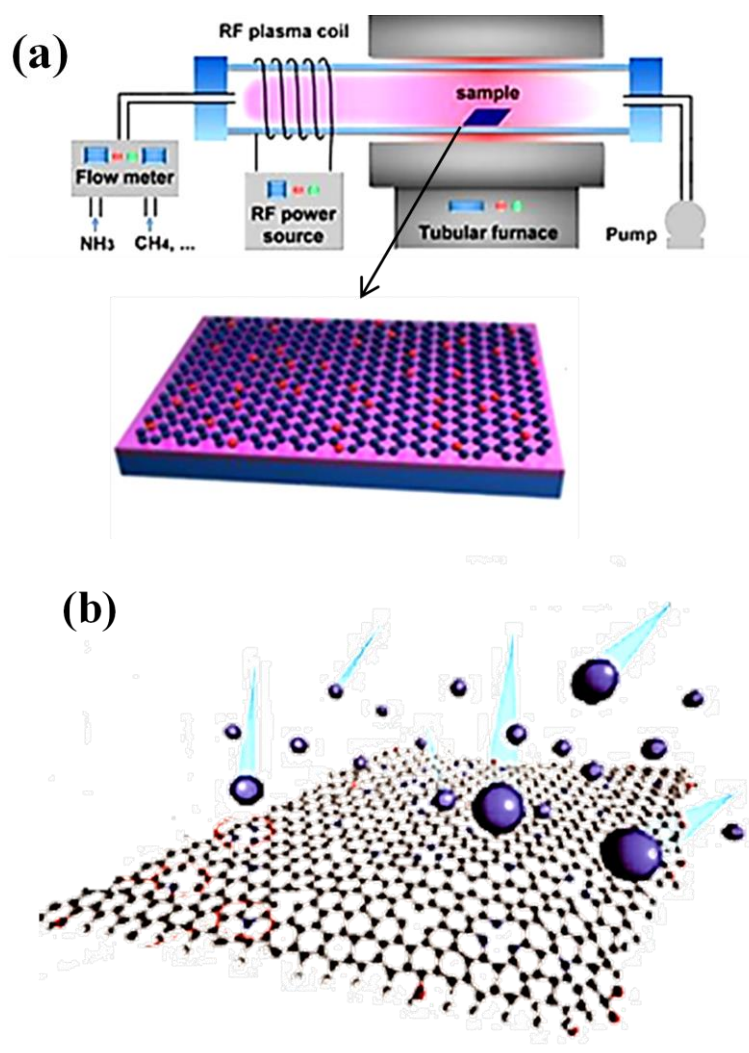 (a)
RF plasma coil
sample
Flow meter
RF power
source
Tubular furnace
Pump
NH₃
CH₄, ...
(b)